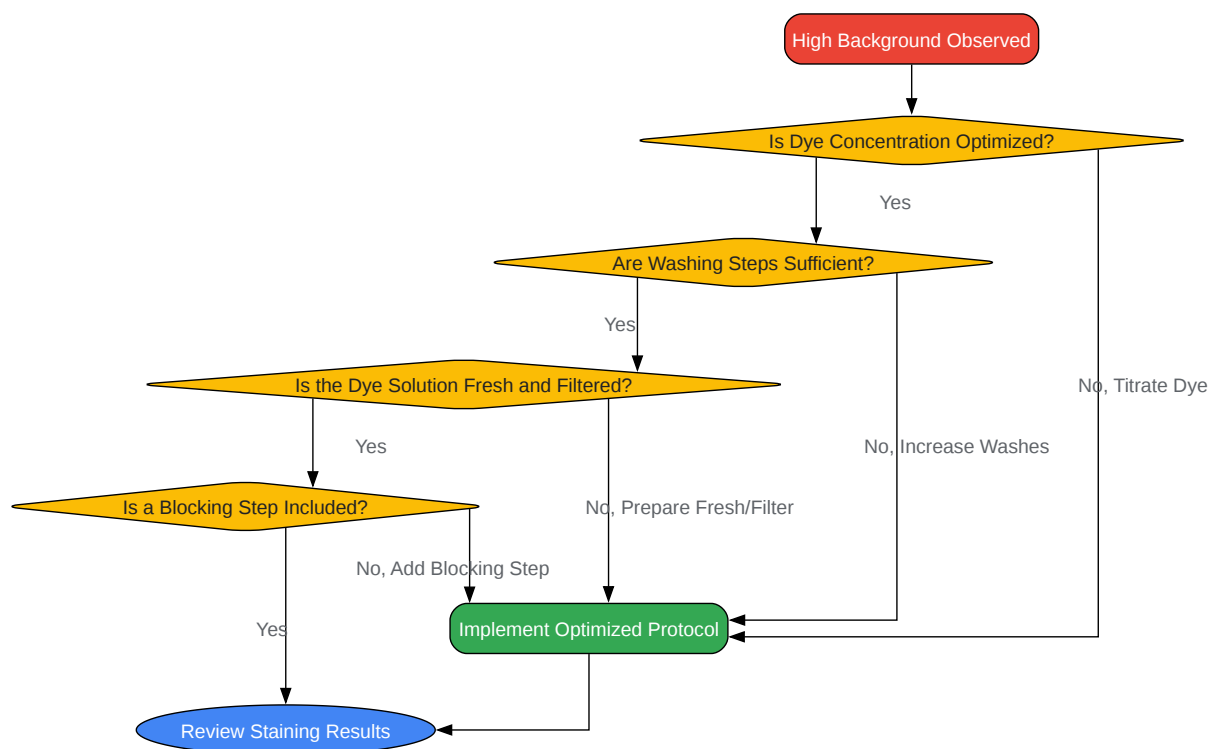 High Background Observed
Is Dye Concentration Optimized?
Yes
Are Washing Steps Sufficient?
Yes
Is the Dye Solution Fresh and Filtered?
No, Titrate Dye
Yes
No, Increase Washes
Is a Blocking Step Included?
No, Prepare Fresh/Filter
No, Add Blocking Step
Yes
Implement Optimized Protocol
Review Staining Results